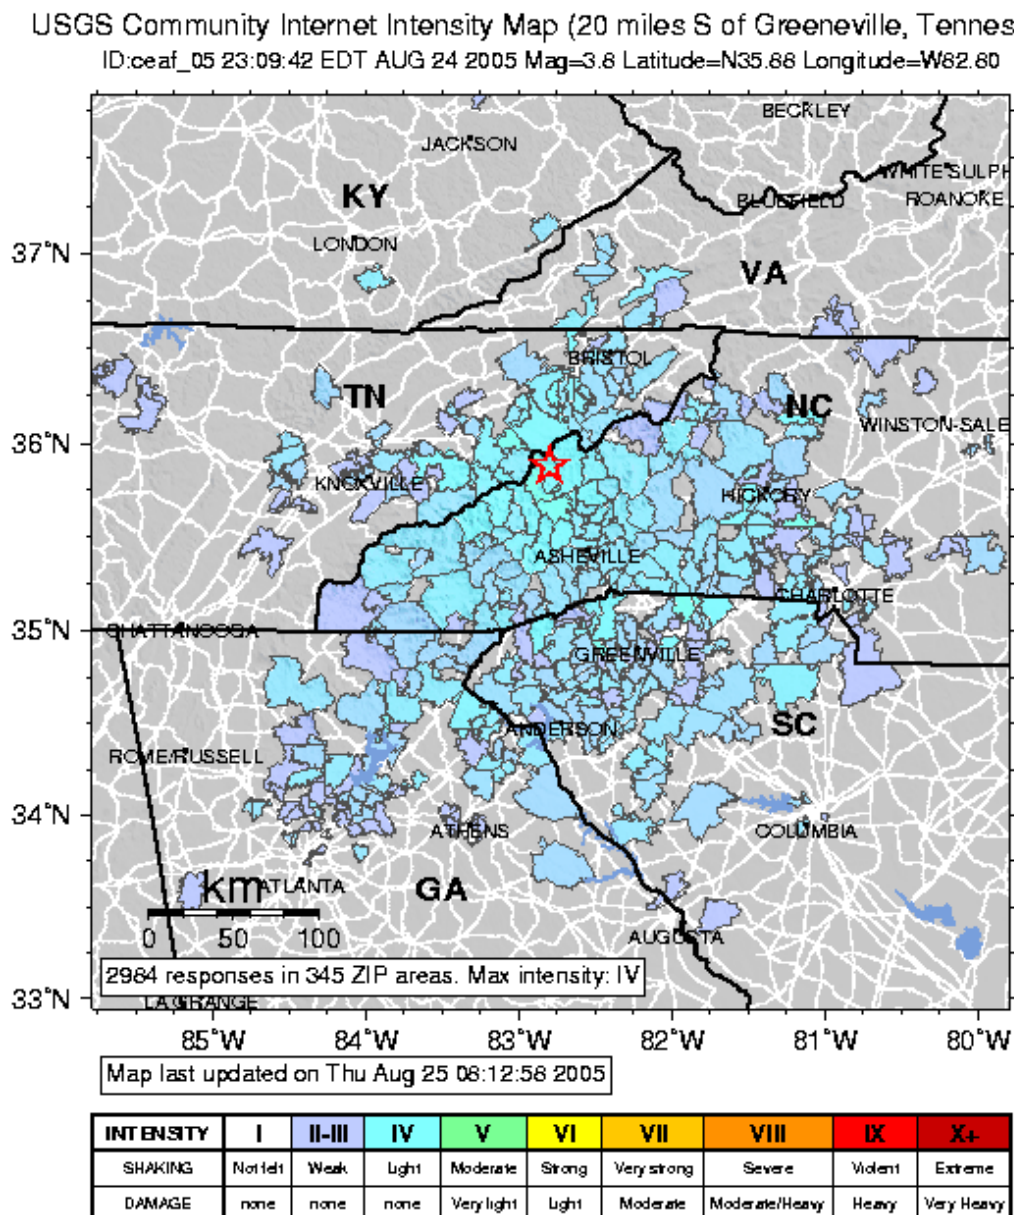 USGS Community Internet Intensity Map (20 miles S of Greeneville, Tennes
ID:ceaf_05 23:09:42 EDT AUG 24 2005 Mag=3.8 Latitude=N35.88 Longitude=W82.80
BECKLEY
JACKSON
WHITE SULPH
KY
BLUEFIELD
ROANOKE
LONDON
37°N
VA
BRISTOL
TN
NC
WINSTON-SALE
36°N
KNOXVILLE
HICKORY
ASHEVILLE
CHARLOTTE
35°N
CHATTANOOGA
GREENVILLE
SC
ANDERSON
ROME/RUSSELL
34°N
ATHENS
COLUMBIA
km
ATLANTA
GA
0 50 100
AUGUSTA
2984 responses in 345 ZIP areas. Max intensity: IV
33°N
LAGRANGE
85°W 84°W 83°W 82°W 81°W 80°W
Map last updated on Thu Aug 25 08:12:58 2005
INTENSITY I II-III IV V VI VII VIII IX X+
SHAKING Not felt Weak Light Moderate Strong Very strong Severe Violent Extreme
DAMAGE none none none Very light Light Moderate Moderate/Heavy Heavy Very Heavy